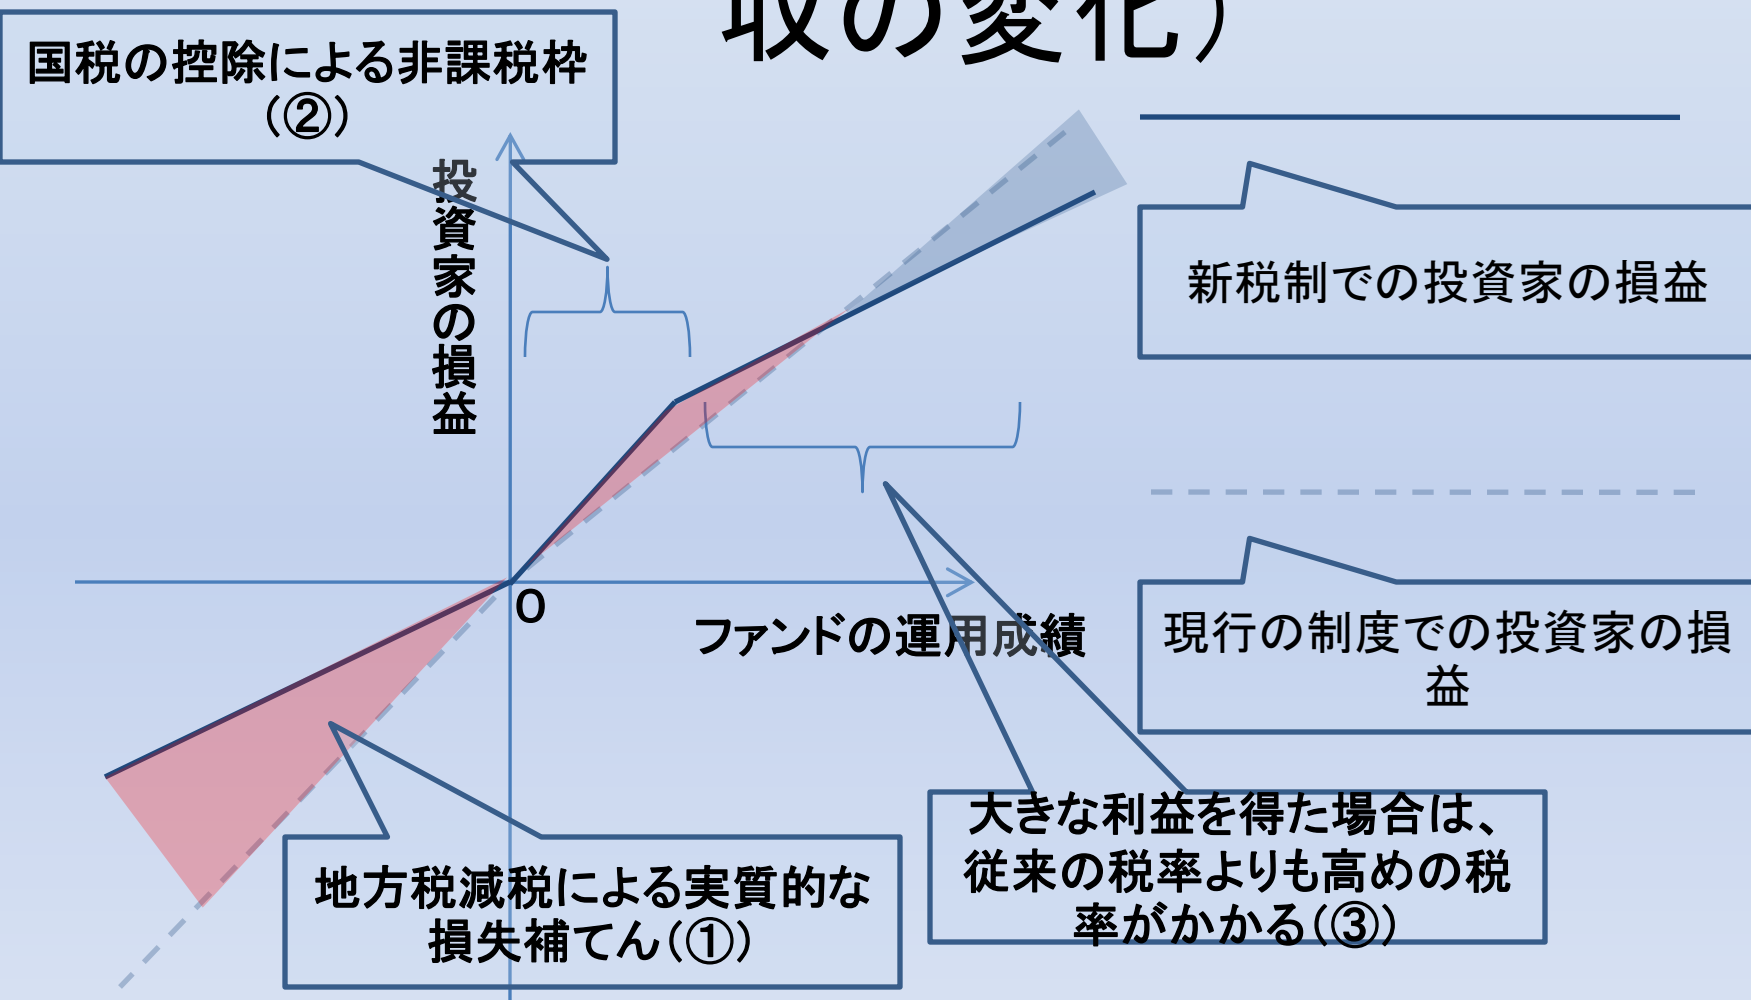 収の変化）
国税の控除による非課税枠
（②）
投資家の損益
新税制での投資家の損益
O
ファンドの運用成績
現行の制度での投資家の損
益
大きな利益を得た場合は、
従来の税率よりも高めの税
率がかかる（③）
地方税減税による実質的な
損失補てん（①）